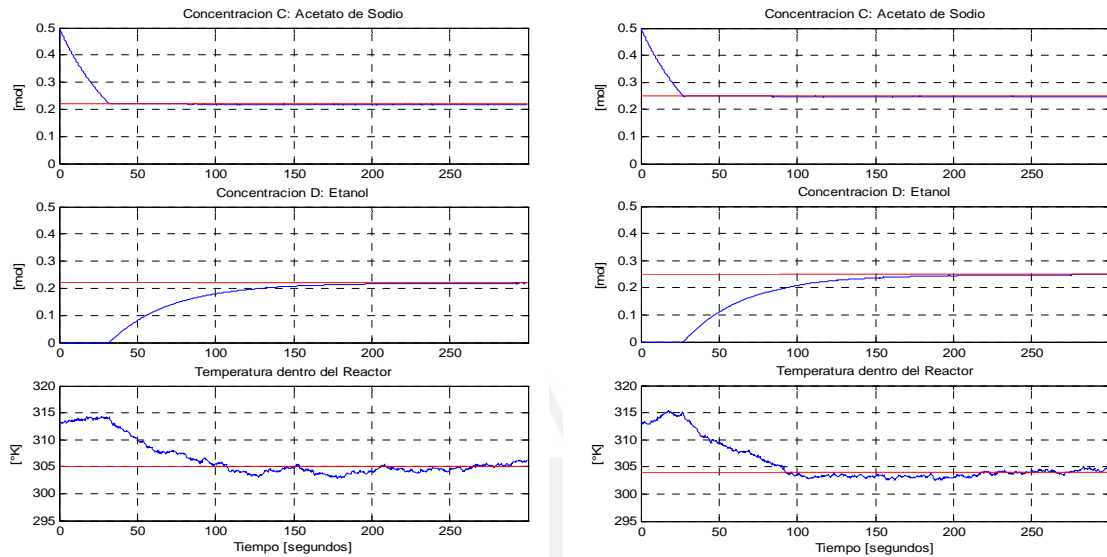 Concentracion C: Acetato de Sodio
0.5
0.4
0.3
0.2
0.1
0
[mol]
0 50 100 150 200 250
Concentracion D: Etanol
0.5
0.4
0.3
0.2
0.1
0
[mol]
0 50 100 150 200 250
Temperatura dentro del Reactor
320
315
310
305
300
295
[°K]
0 50 100 150 200 250
Tiempo [segundos]
Concentracion C: Acetato de Sodio
0.5
0.4
0.3
0.2
0.1
0
[mol]
0 50 100 150 200 250
Concentracion D: Etanol
0.5
0.4
0.3
0.2
0.1
0
[mol]
0 50 100 150 200 250
Temperatura dentro del Reactor
320
315
310
305
300
295
[°K]
0 50 100 150 200 250
Tiempo [segundos]